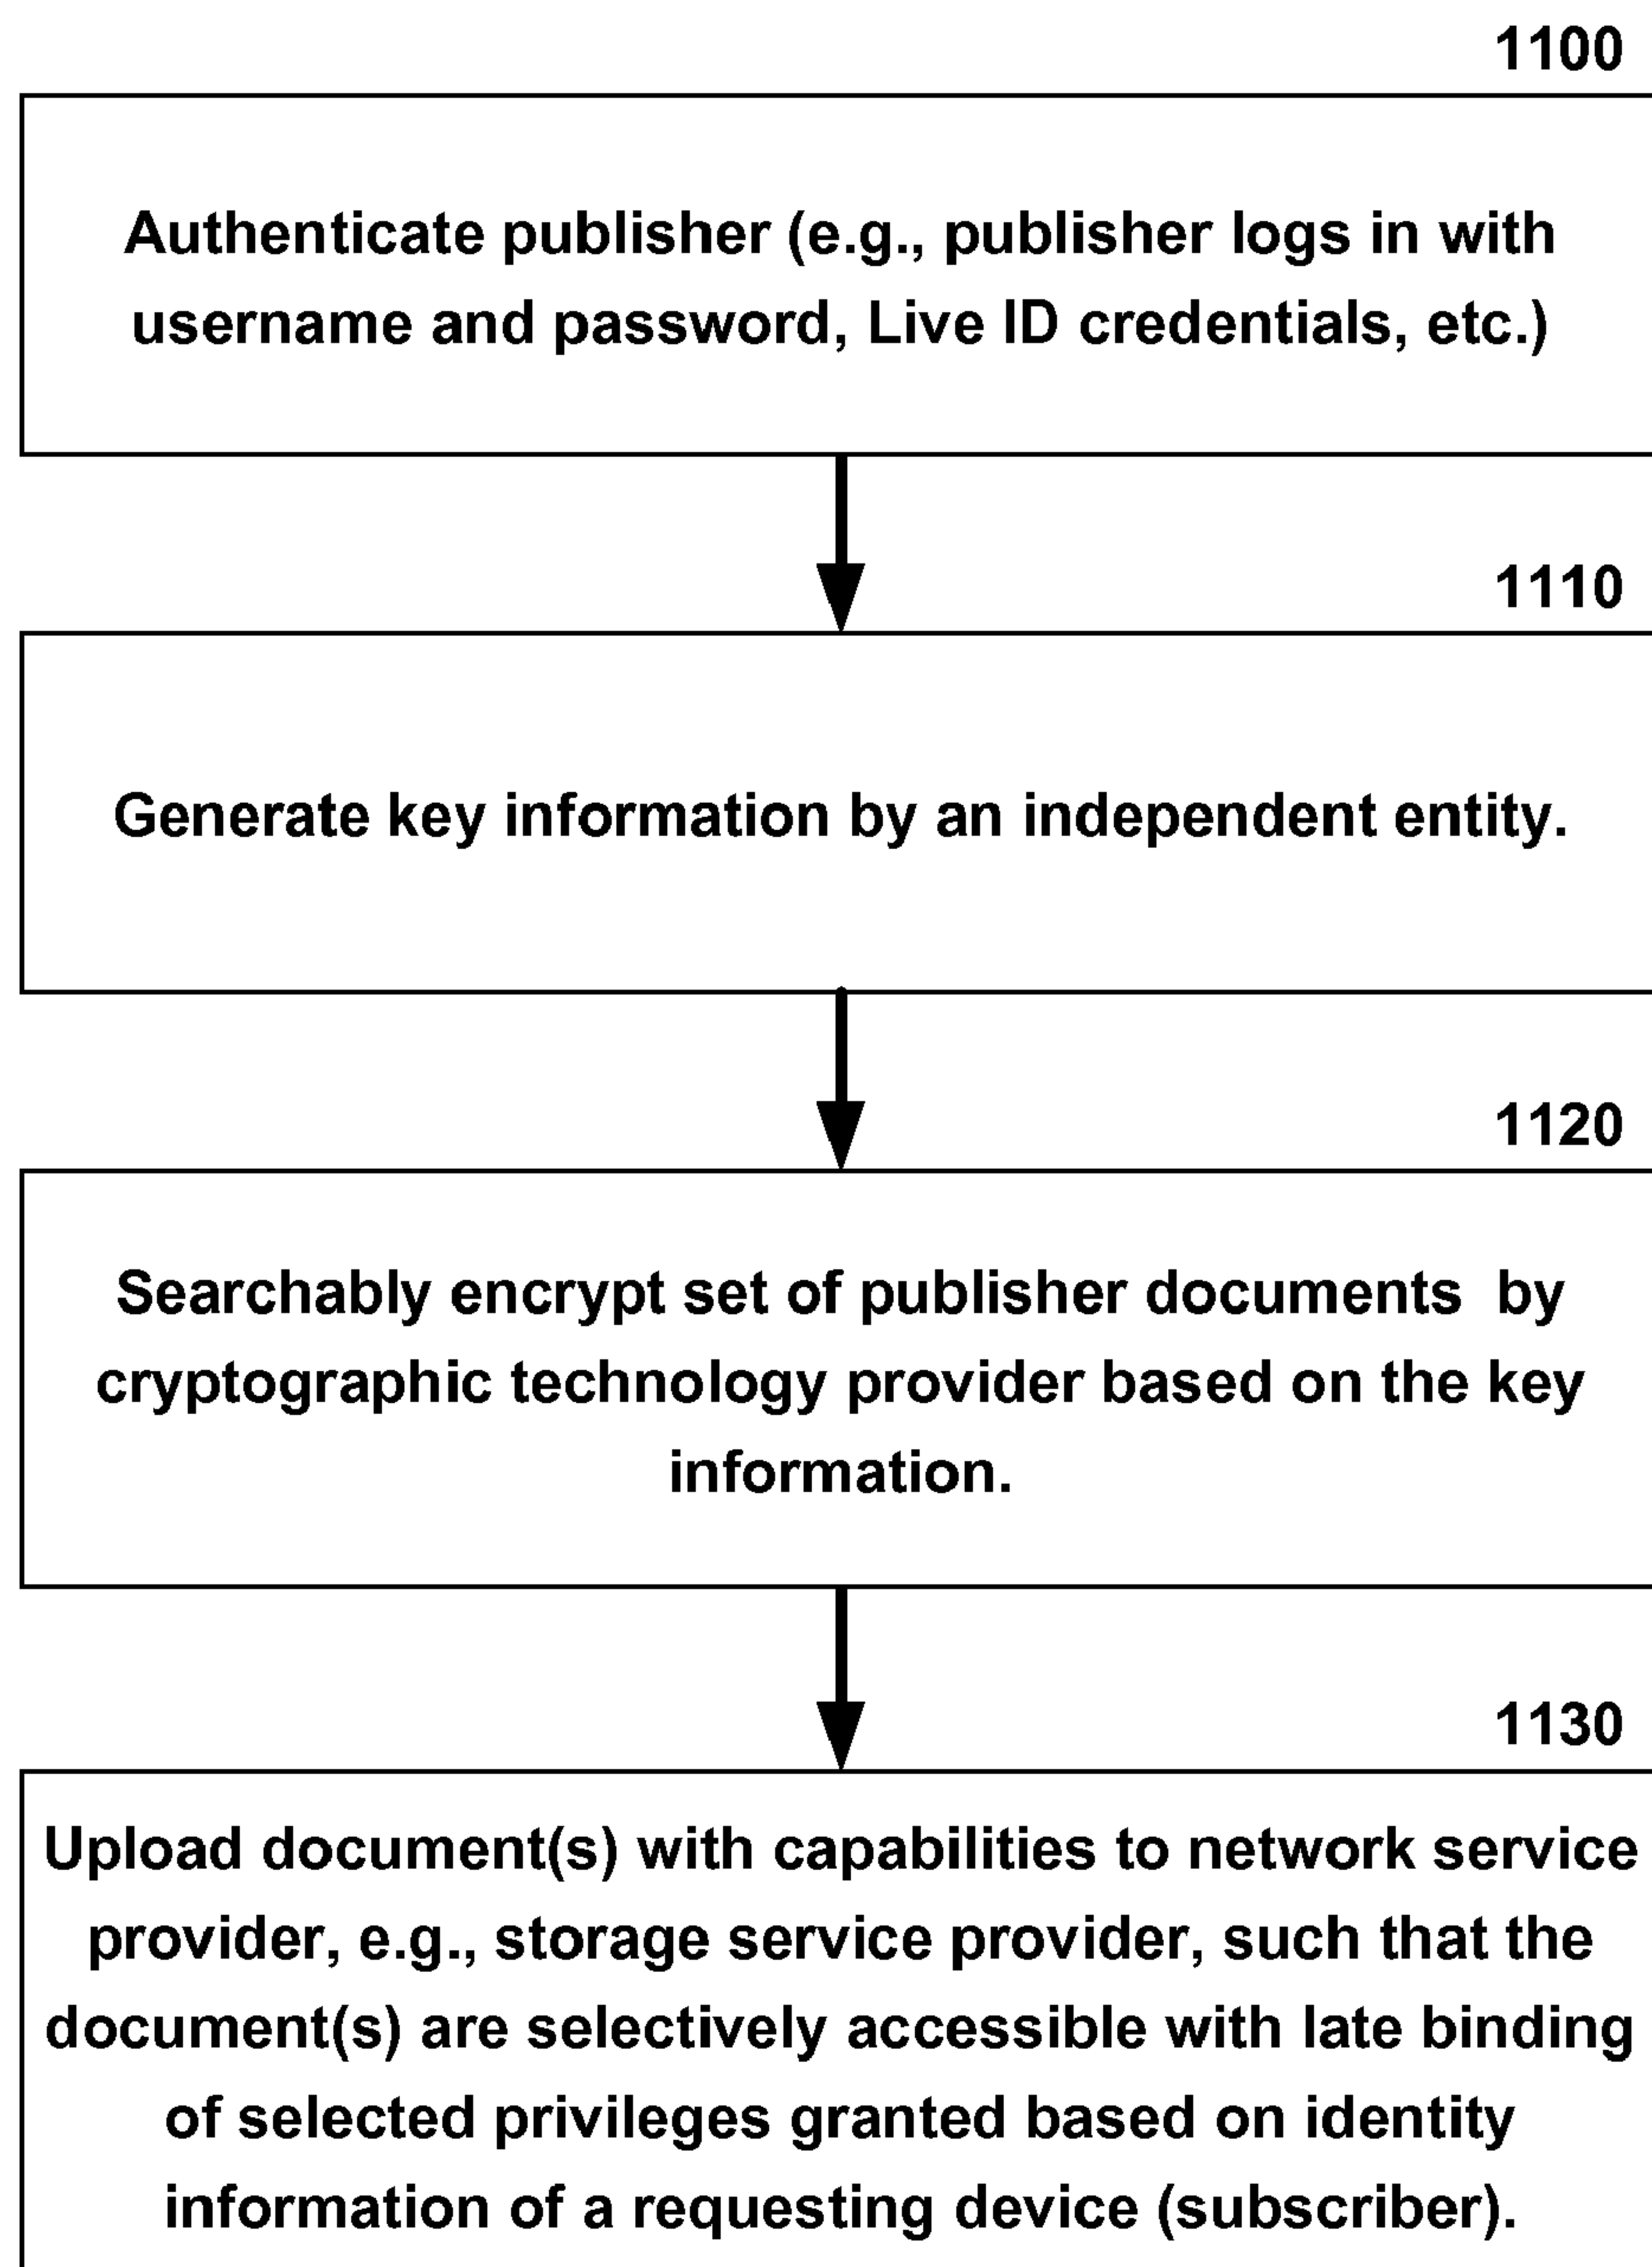 1100
Authenticate publisher (e.g., publisher logs in with
username and password, Live ID credentials, etc.)
1110
Generate key information by an independent entity.
1120
Searchably encrypt set of publisher documents by
cryptographic technology provider based on the key
information.
1130
Upload document(s) with capabilities to network service
provider, e.g., storage service provider, such that the
document(s) are selectively accessible with late binding
of selected privileges granted based on identity
information of a requesting device (subscriber).